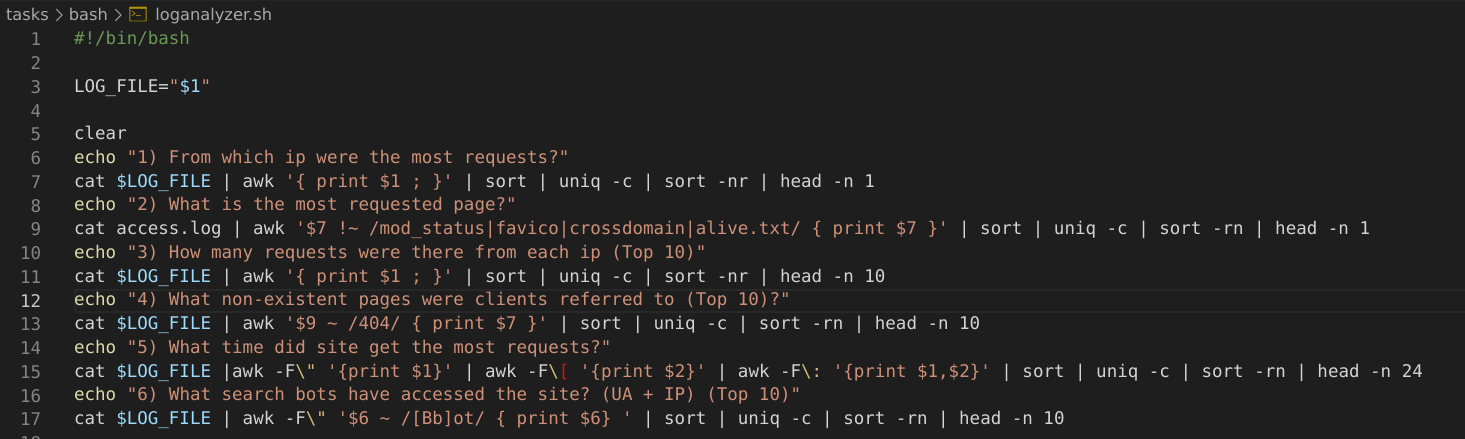 tasks > bash > loganalyzer.sh
1 #!/bin/bash
2
3 LOG_FILE="$1"
4
5 clear
6 echo "1) From which ip were the most requests?"
7 cat $LOG_FILE | awk '{ print $1 ; }' | sort | uniq -c | sort -nr | head -n 1
8 echo "2) What is the most requested page?"
9 cat access.log | awk '$7 !~ /mod_status|favico|crossdomain|alive.txt/ { print $7 }' | sort | uniq -c | sort -rn | head -n 1
10 echo "3) How many requests were there from each ip (Top 10)"
11 cat $LOG_FILE | awk '{ print $1 ; }' | sort | uniq -c | sort -nr | head -n 10
12 echo "4) What non-existent pages were clients referred to (Top 10)?"
13 cat $LOG_FILE | awk '$9 ~ /404/ { print $7 }' | sort | uniq -c | sort -rn | head -n 10
14 echo "5) What time did site get the most requests?"
15 cat $LOG_FILE |awk -F\" '{print $1}' | awk -F\[ '{print $2}' | awk -F\: '{print $1,$2}' | sort | uniq -c | sort -rn | head -n 24
16 echo "6) What search bots have accessed the site? (UA + IP) (Top 10)"
17 cat $LOG_FILE | awk -F\" '$6 ~ /[Bb]ot/ { print $6} ' | sort | uniq -c | sort -rn | head -n 10